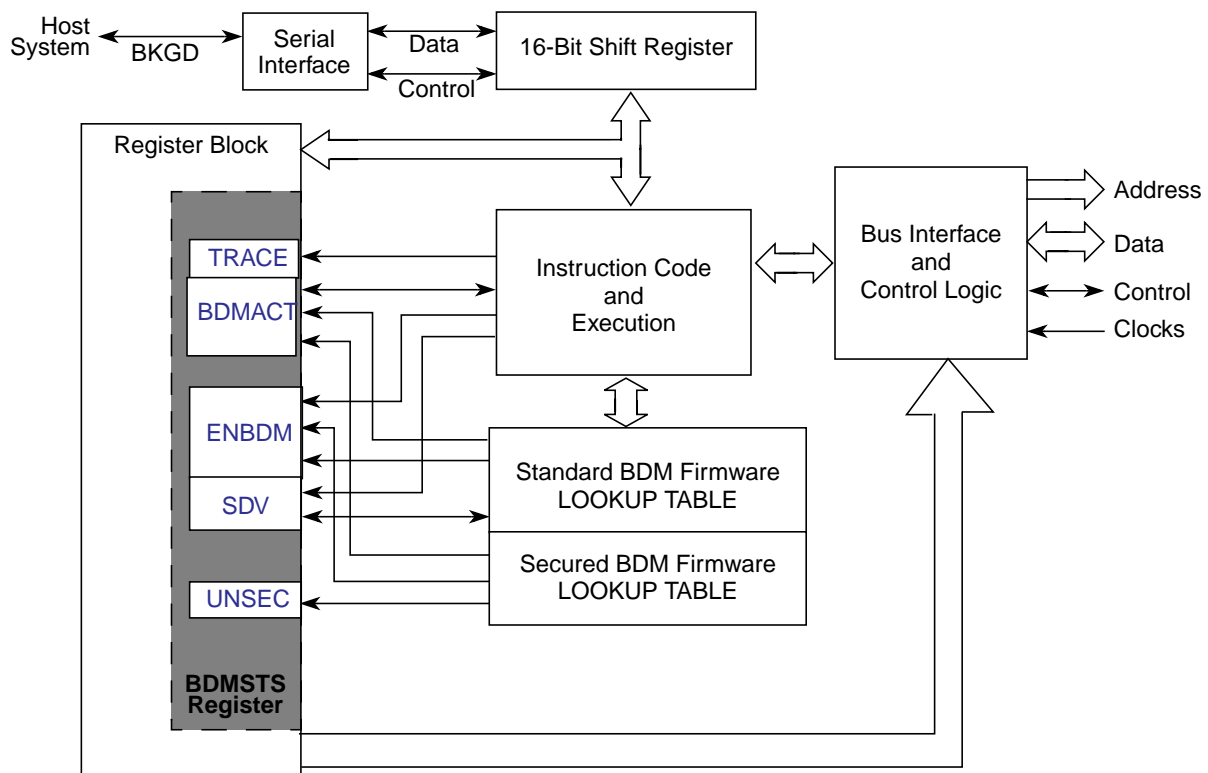 Host
System
BKGD
Serial
Interface
Data
Control
16-Bit Shift Register
Register Block
TRACE
BDMACT
ENBDM
SDV
UNSEC
BDMSTS
Register
Instruction Code
and
Execution
Standard BDM Firmware
LOOKUP TABLE
Secured BDM Firmware
LOOKUP TABLE
Bus Interface
and
Control Logic
Address
Data
Control
Clocks